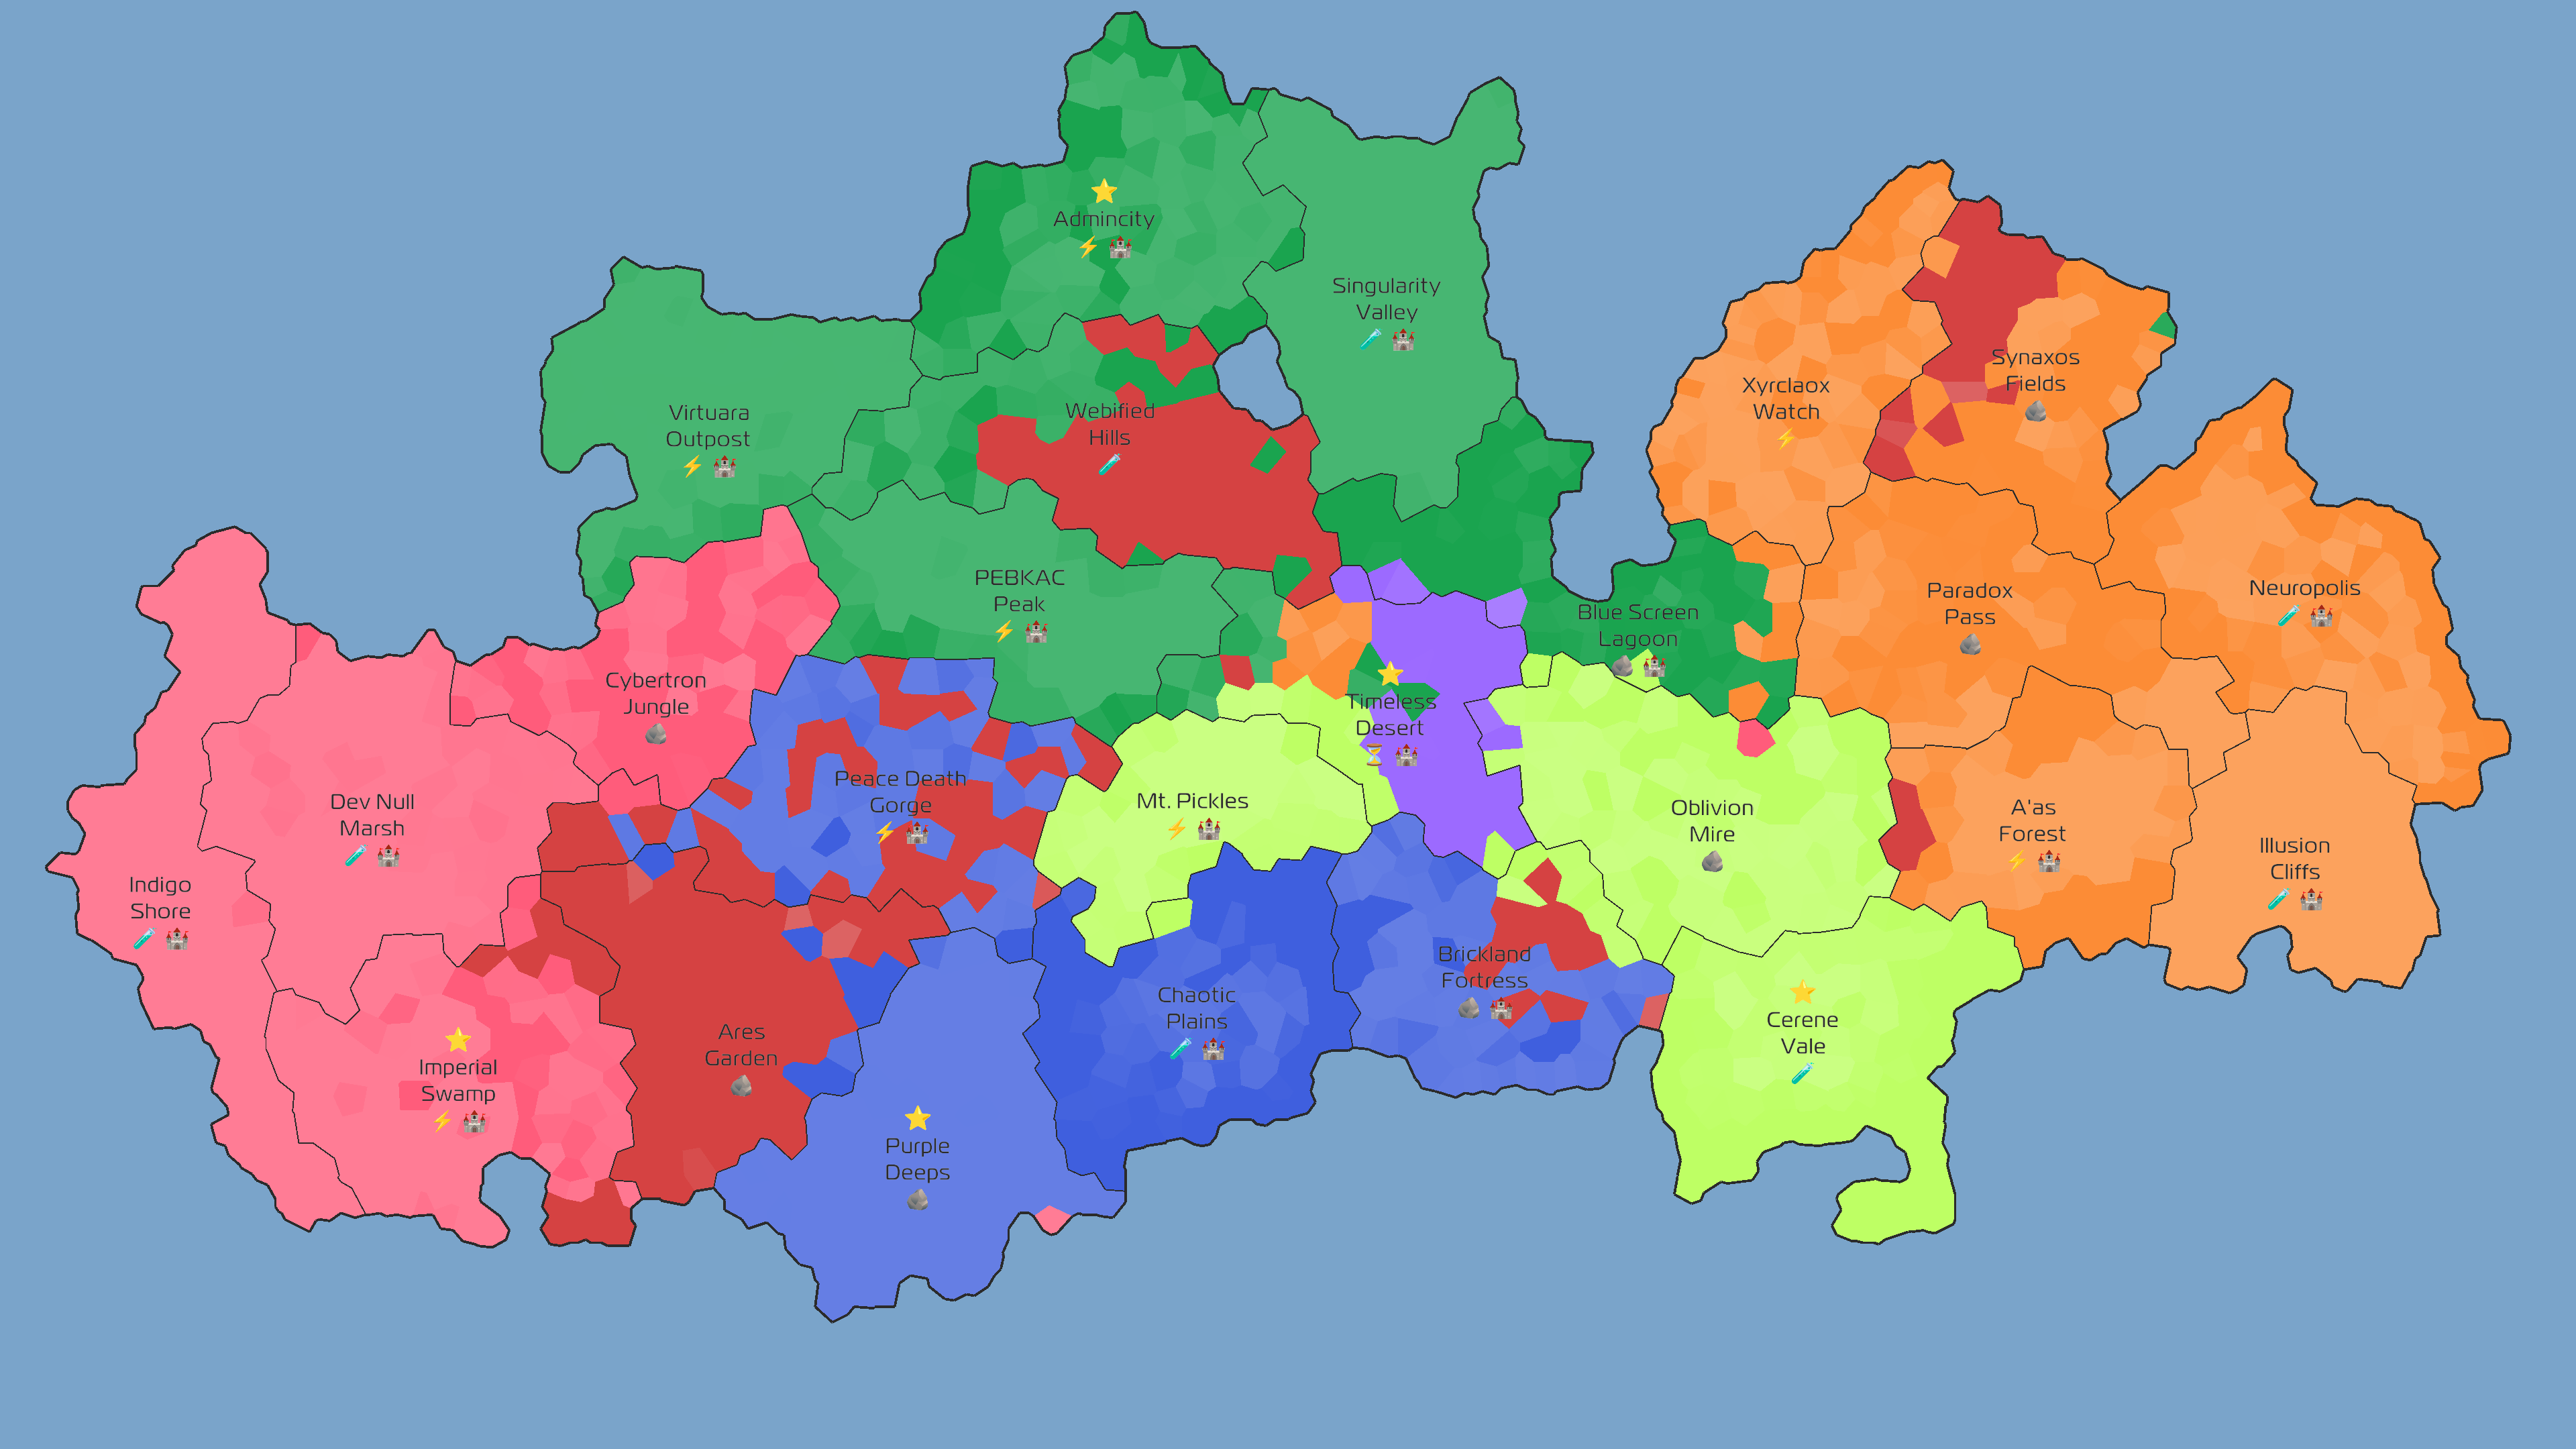 Admincity
Singularity
Valley
Virtuara
Outpost
Webified
Hills
Xyrclaox
Watch
Synaxos
Fields
PEBKAC
Peak
Blue Screen
Lagoon
Paradox
Pass
Neuropolis
Cybertron
Jungle
Timeless
Desert
Dev Null
Marsh
Peace Death
Gorge
Mt. Pickles
Oblivion
Mire
A'as
Forest
Illusion
Cliffs
Indigo
Shore
Brickland
Fortress
Chaotic
Plains
Cerene
Vale
Ares
Garden
Imperial
Swamp
Purple
Deeps